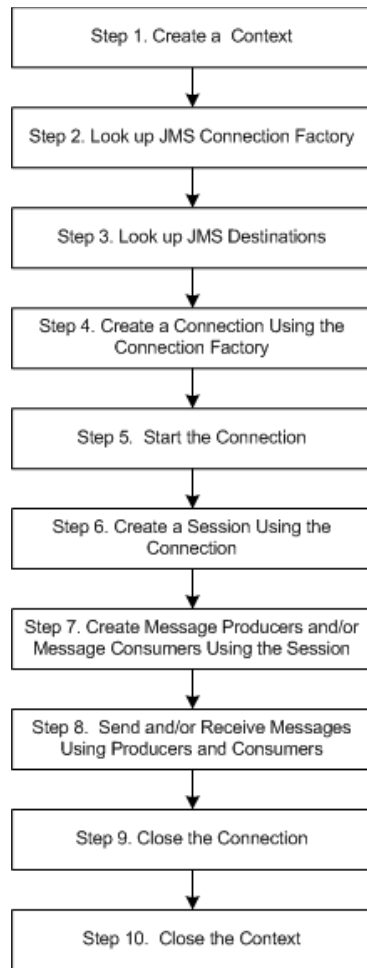 Step 1. Create a  Context
Step 2. Look up JMS Connection Factory
Step 3. Look up JMS Destinations
Step 4. Create a Connection Using the
Connection Factory
Step 5.  Start the Connection
Step 6. Create a Session Using the
Connection
Step 7. Create Message Producers and/or
Message Consumers Using the Session
Step 8.  Send and/or Receive Messages
Using Producers and Consumers
Step 9. Close the Connection
Step 10.  Close the Context